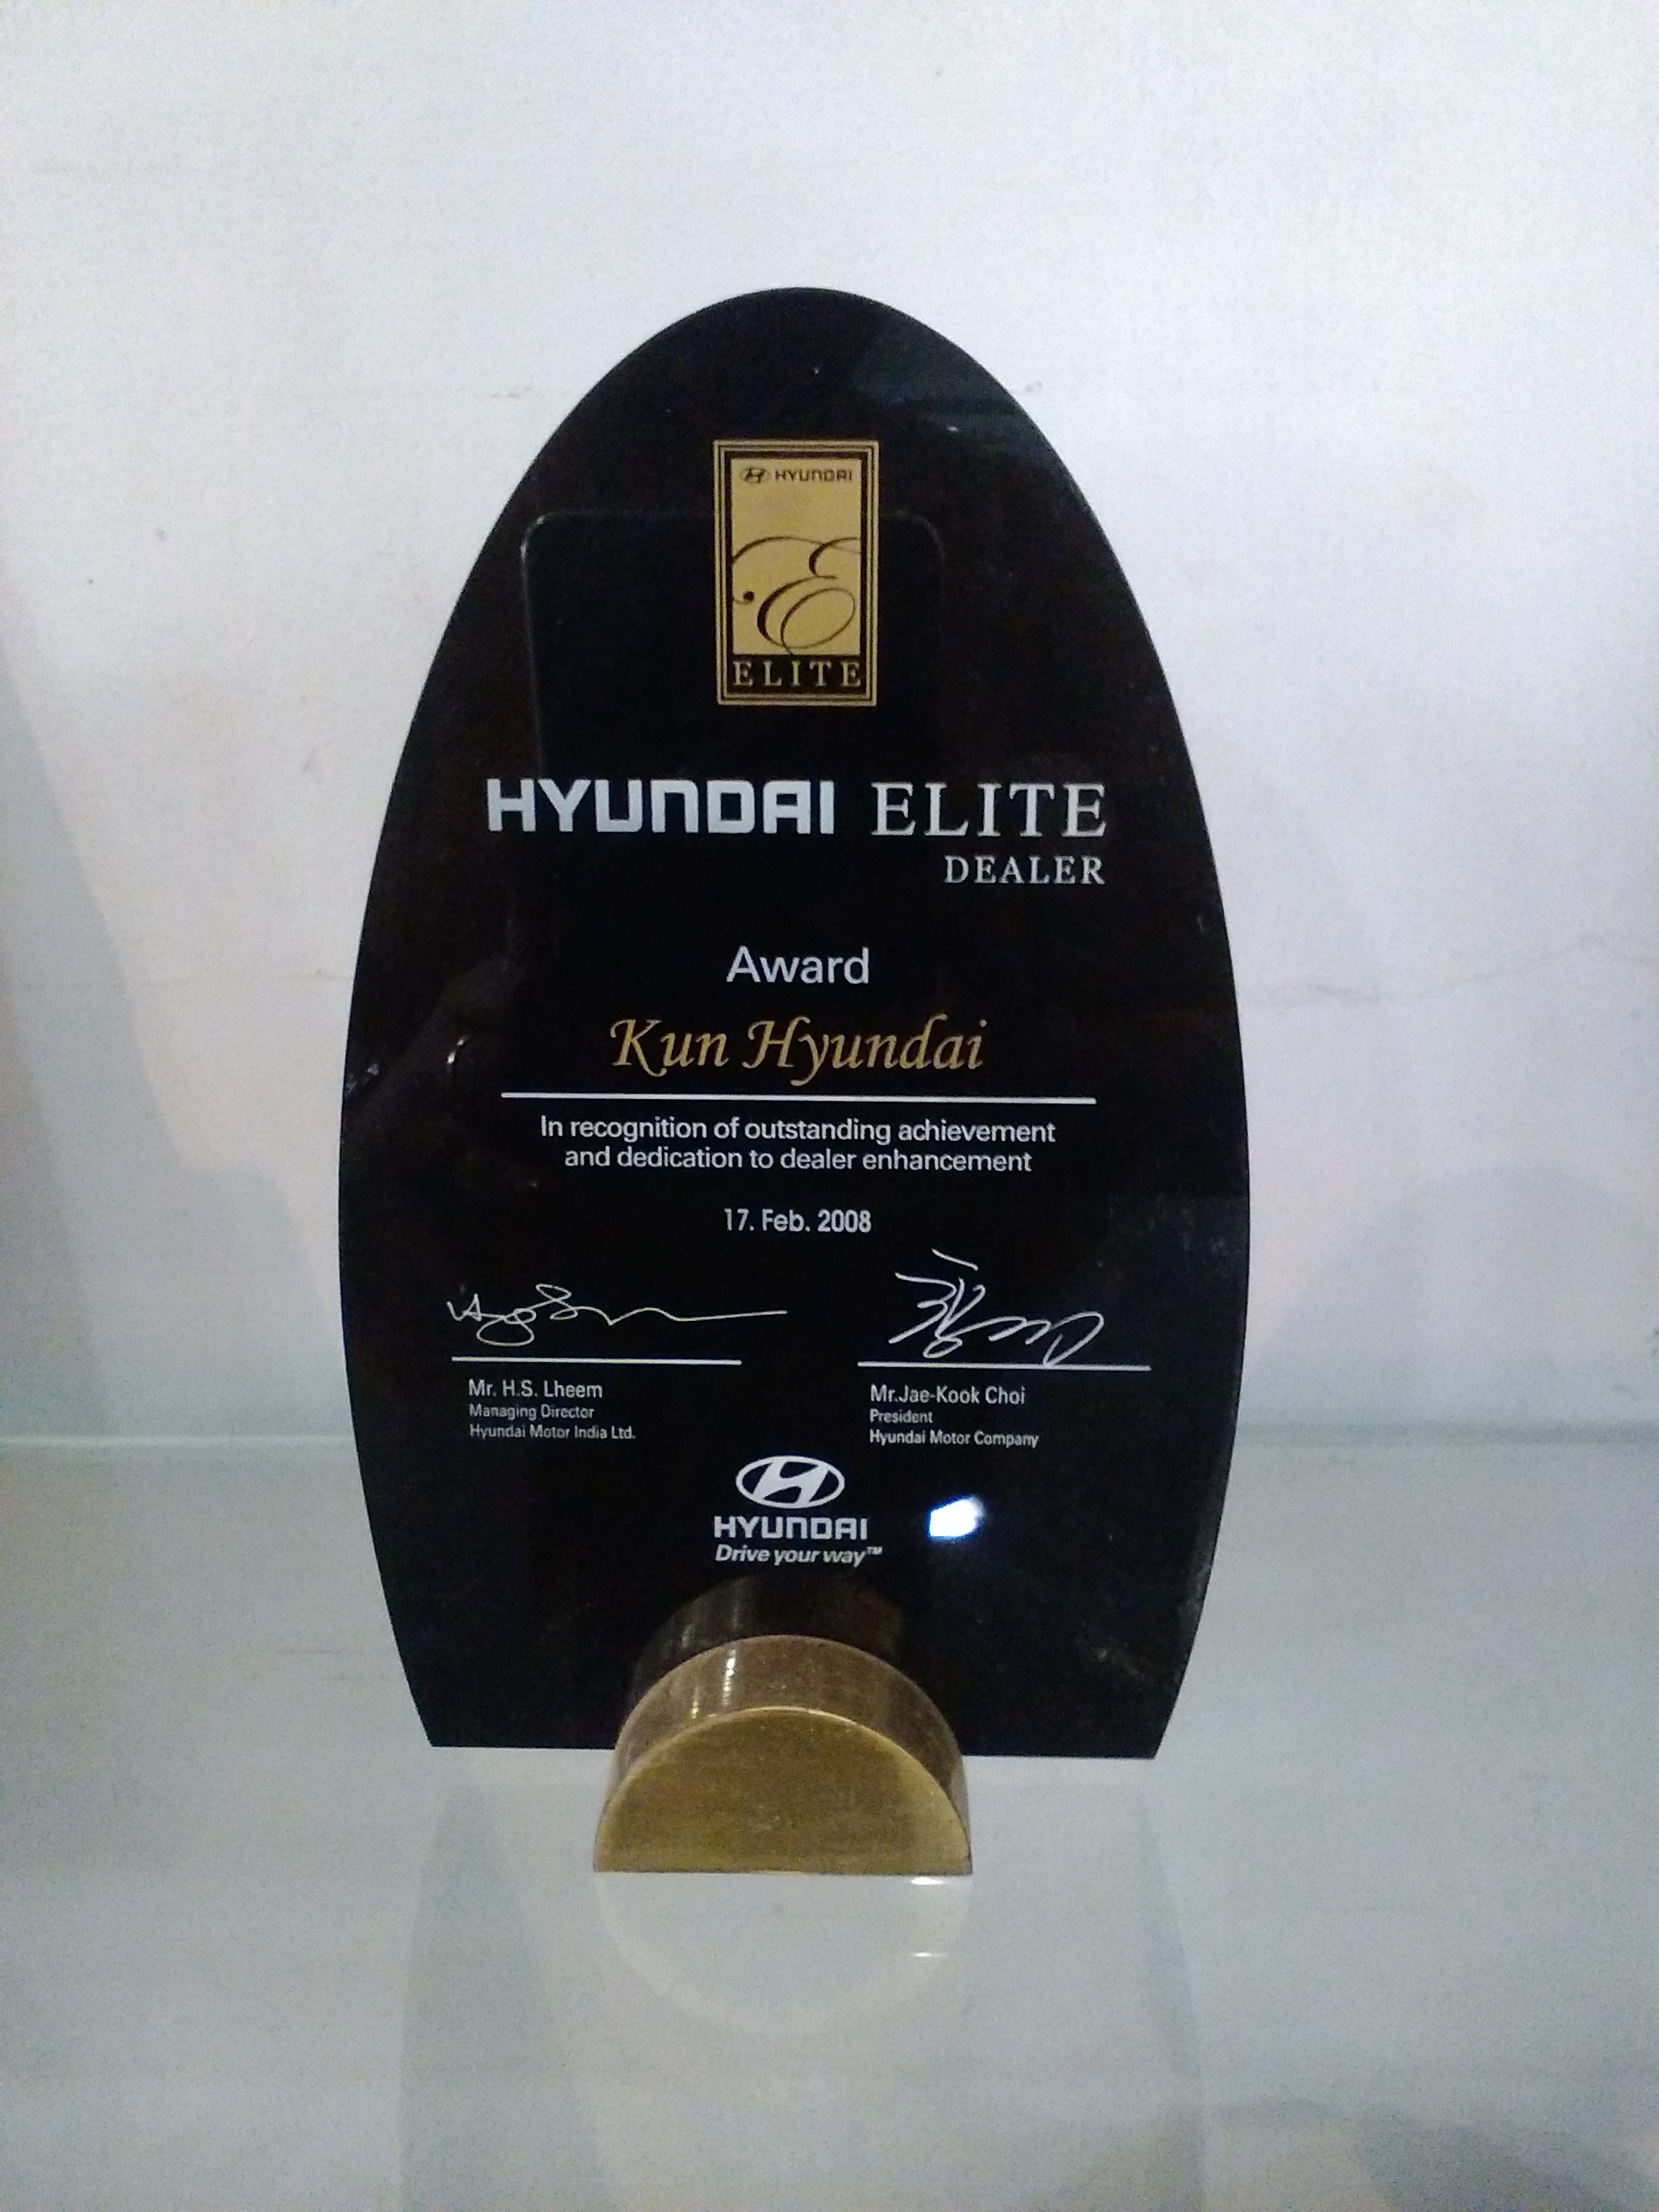 HYUNDAI
E
ELITE
HYUNDAI ELITE
DEALER
Award
Kun Hyundai
In recognition of outstanding achievement
and dedication to dealer enhancement
17. Feb. 2008
Mr. H.S. Lheem
Managing Director
Hyundai Motor India Ltd.
Mr.Jae-Kook Choi
President
Hyundai Motor Company
HYUNDAI
Drive your way™